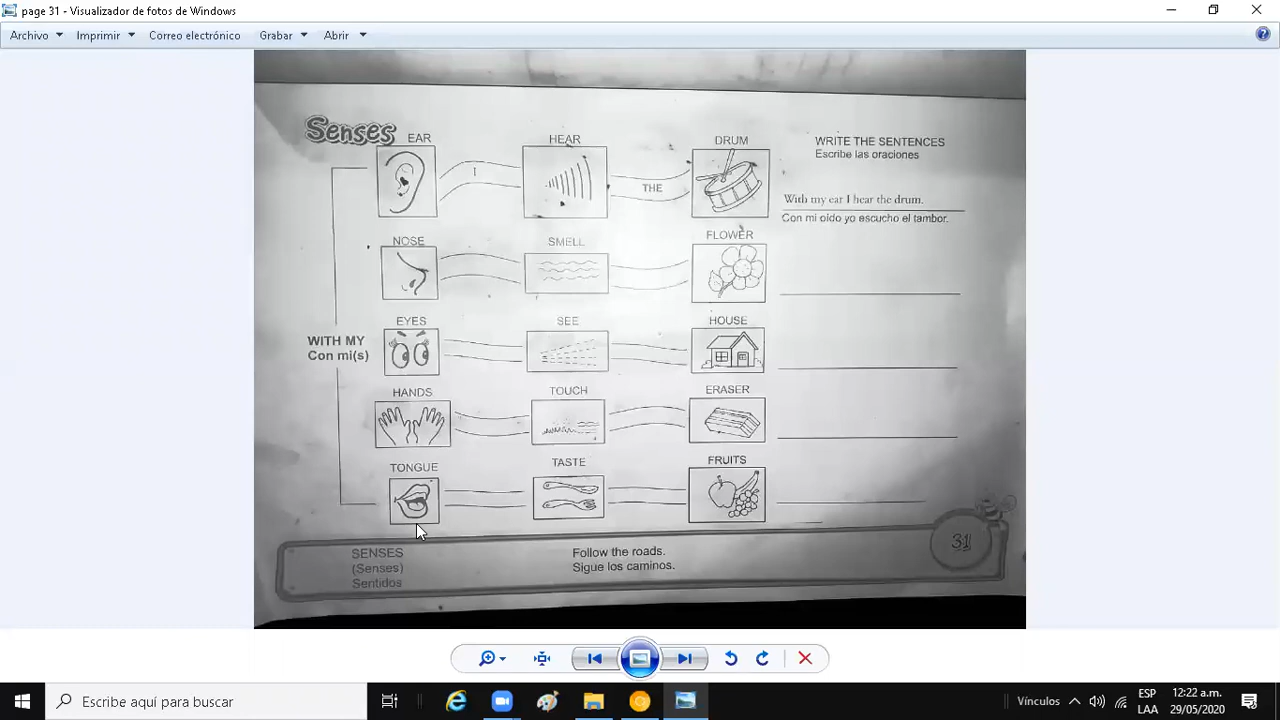 page 31 - Visualizador de fotos de Windows
Archivo Imprimir Correo electrónico Grabar Abrir
Senses
EAR HEAR DRUM
WRITE THE SENTENCES
Escribe las oraciones
I THE
With my ear I hear the drum.
Con mi oido yo escucho el tambor.
NOSE SMELL FLOWER
EYES SEE HOUSE
WITH MY
Con mi(s)
HANDS TOUCH ERASER
TONGUE TASTE FRUITS
SENSES
(Senses)
Sentidos
Follow the roads.
Sigue los caminos.
31
Escribe aquí para buscar
Vínculos
ESP
LAA
12:22 a.m.
29/05/2020